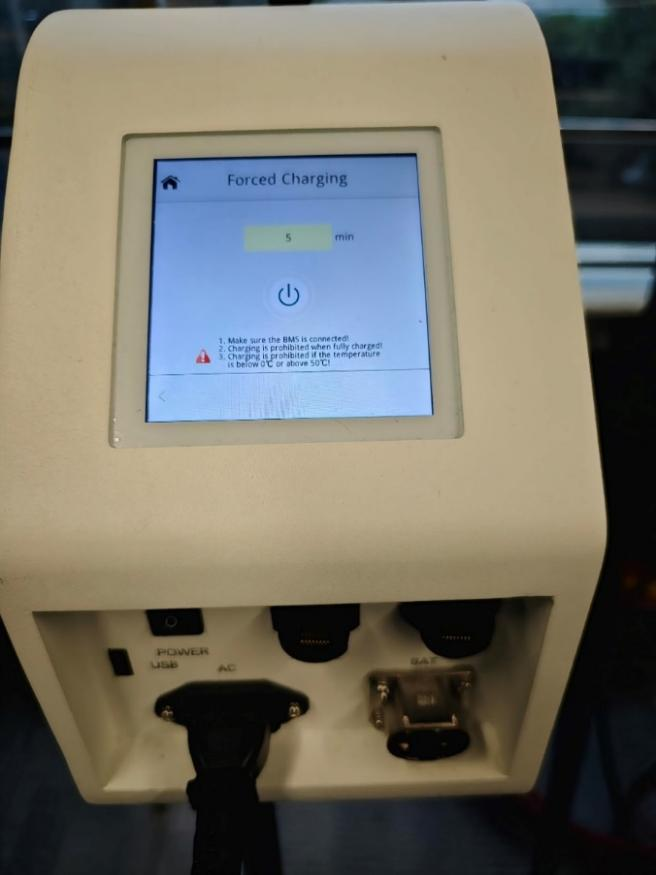 Forced Charging
5 min
1. Make sure the BMS is connected!
2. Charging is prohibited when fully charged!
3. Charging is prohibited if the temperature
is below 0℃ or above 50℃!
POWER
USB
AC
BAT